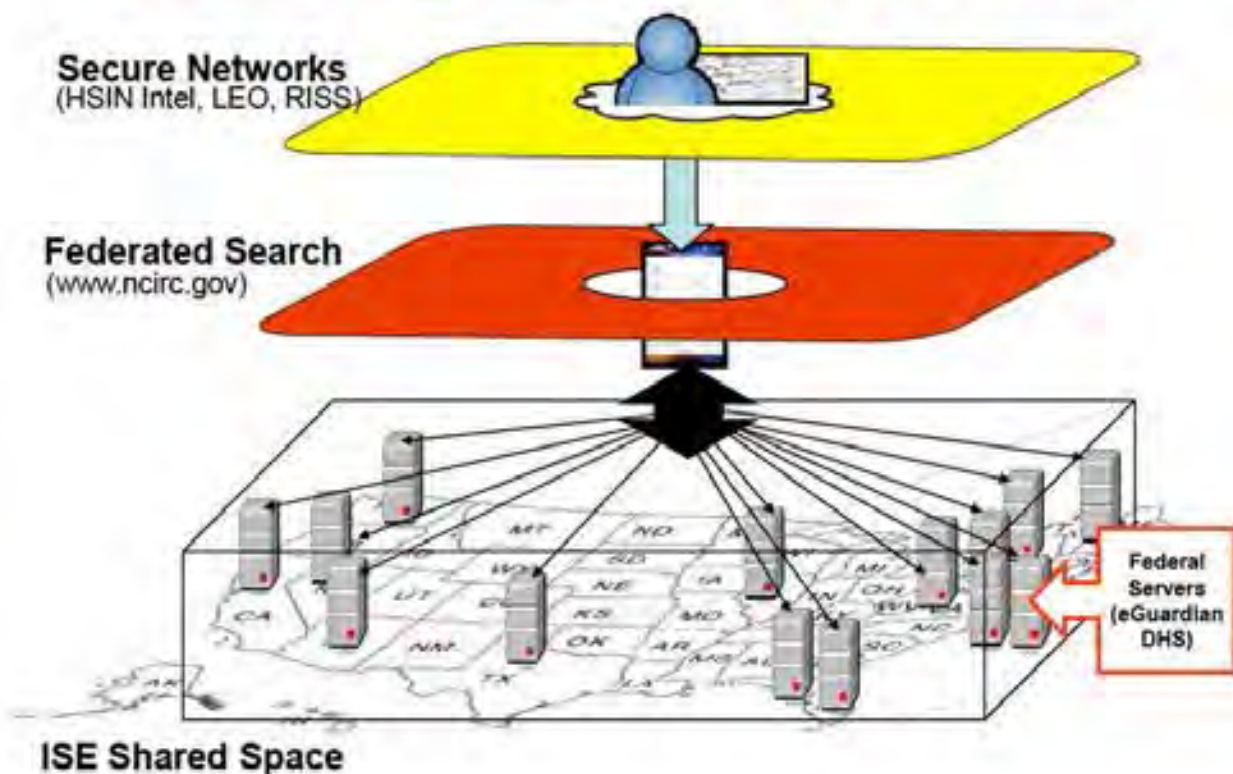 Secure Networks
(HSIN Intel, LEO, RISS)
Federated Search
(www.ncirc.gov)
MT
ND
SD
IA
MI
NE
UT
OH
CA
KS
MO
Federal
Servers
(eGuardian
DHS)
NM
OK
AR
SC
TX
LA
AK
ISE Shared Space